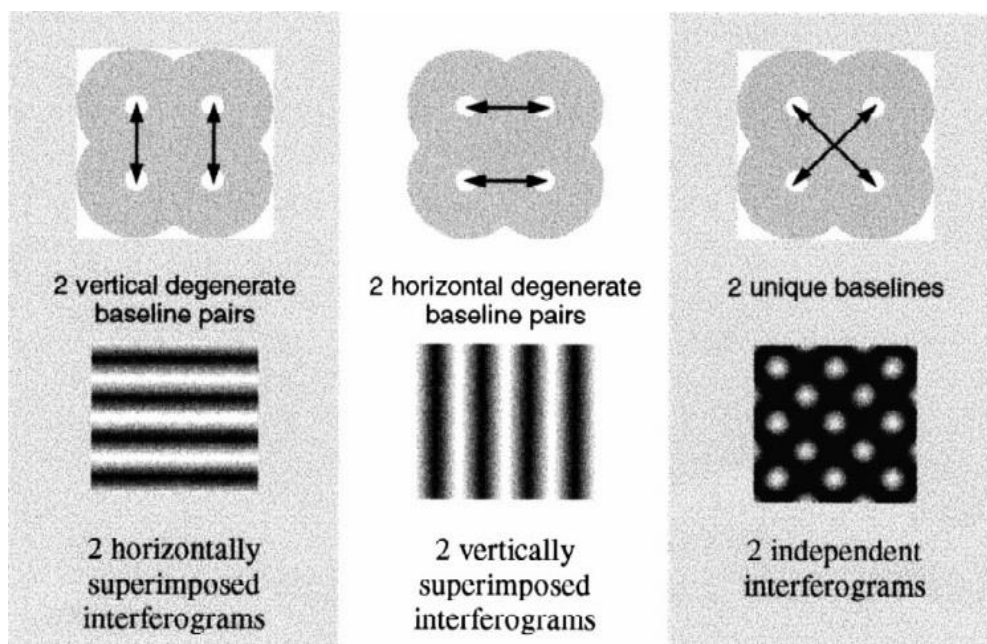 2 vertical degenerate
baseline pairs
2 horizontally
superimposed
interferograms
2 horizontal degenerate
baseline pairs
2 vertically
superimposed
interferograms
2 unique baselines
2 independent
interferograms